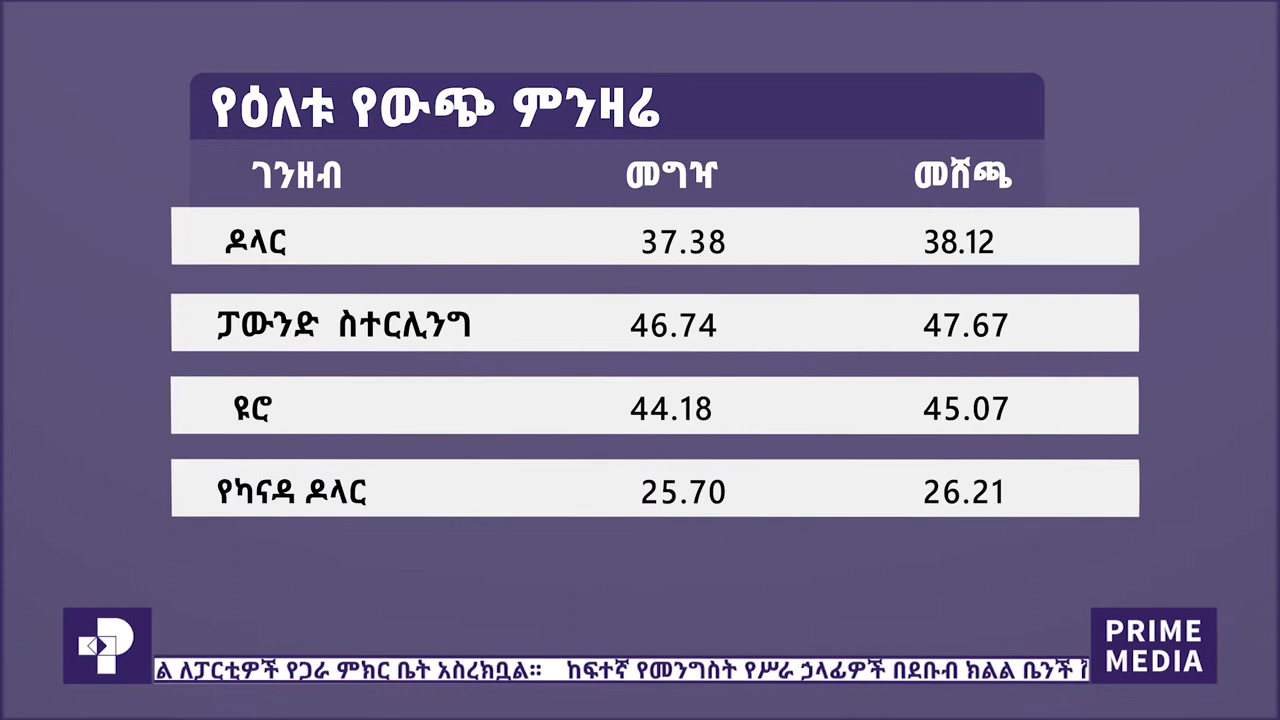 የዕለቱ የውጭ ምንዛሬ
ገንዘብ መግዣ መሸጫ
ዶላር 37.38 38.12
ፓውንድ ስተርሊንግ 46.74 47.67
ዩሮ 44.18 45.07
የካናዳ ዶላር 25.70 26.21
PRIME
MEDIA
ል ለፓርቲዎች የጋራ ምክር ቤት አስረክቧል። ከፍተኛ የመንግስት የሥራ ኃላፊዎች በደቡብ ክልል ቤንች